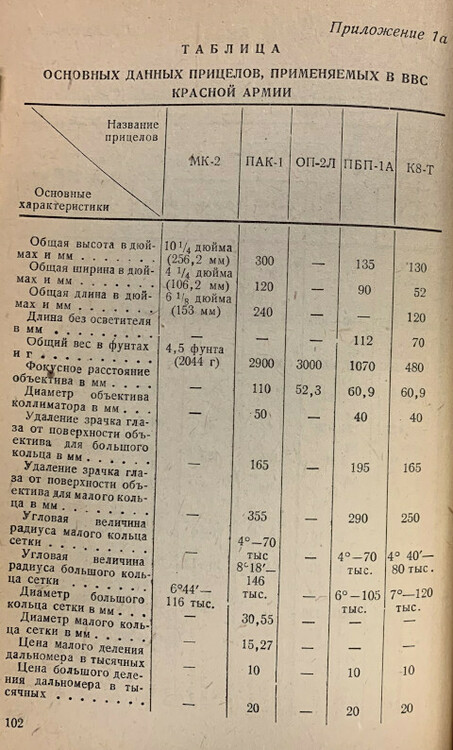 Приложение 1а
ТАБЛИЦА
ОСНОВНЫХ ДАННЫХ ПРИЦЕЛОВ, ПРИМЕНЯЕМЫХ В ВВС
КРАСНОЙ АРМИИ
Название
прицелов
Основные
характеристики
МК-2 ПАК-1 ОП-2Л ПБП-1А К8-Т
Общая высота в дюй- 10 1/4 дюйма
мах и мм . . . . . . . (256,2 мм) 300 — 135 130
Общая ширина в дюй- 4 1/4 дюйма
мах и мм . . . . . . . (106,2 мм) 120 — 90 52
Общая длина в дюй- 6 1/8 дюйма
мах и мм . . . . . . . (153 мм) 240 — — 120
Длина без осветителя
в мм . . . . . . . . — — — 112 70
Общий вес в фунтах 4,5 фунта
и г . . . . . . . . . (2044 г) 2900 3000 1070 480
Фокусное расстояние
объектива в мм . . . . — 110 52,3 60,9 60,9
Диаметр объектива
коллиматора в мм . . . — 50 — 40 40
Удаление зрачка гла-
за от поверхности объ-
ектива для большого
кольца в мм . . . . . . — 165 — 195 165
Удаление зрачка гла-
за от поверхности объ-
ектива для малого коль-
ца в мм . . . . . . . — 355 — 290 250
Угловая величина
радиуса малого кольца 4°—70
сетки . . . . . . . . — тыс — 4°—70 4° 40′—
тыс. 80 тыс.
Угловая величина 8°18′—
радиуса большого коль- 146
ца сетки . . . . . . . 6°44′— тыс. — 6°—105 7°—120
116 тыс. тыс. тыс.
Диаметр большого
кольца сетки в мм . . . — 30,55
Диаметр малого коль-
ца сетки в мм . . . . . — 15,27
Цена малого деления
дальномера в тысячных — 10 — 10 10
Цена большого деле-
ния дальномера в ты-
сячных . . . . . . . . — 20 — 20 20
102